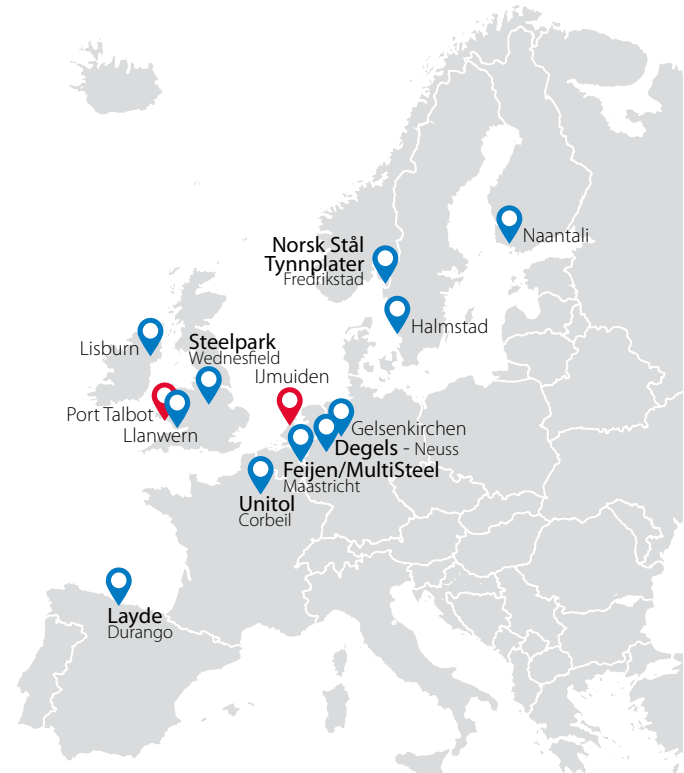 Naantali
Norsk Stål
Tynnplater
Fredrikstad
Halmstad
Lisburn
Steelpark
Wednesfield
IJmuiden
Port Talbot
Llanwern
Gelsenkirchen
Degels - Neuss
Feijen/MultiSteel
Maastricht
Unitol
Corbeil
Layde
Durango